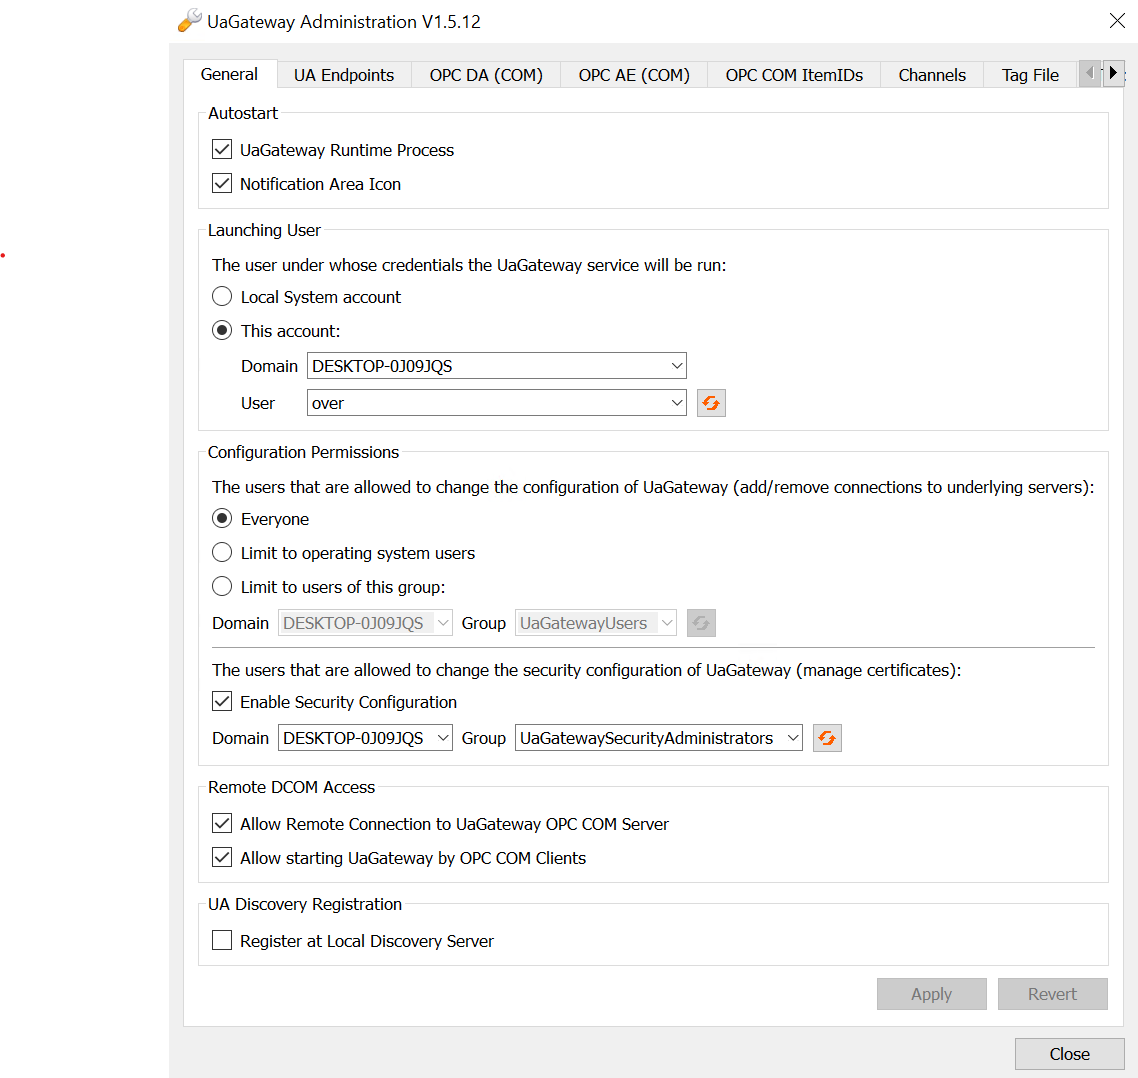 UaGateway Administration V1.5.12
General UA Endpoints OPC DA (COM) OPC AE (COM) OPC COM ItemIDs Channels Tag File
Autostart
UaGateway Runtime Process
Notification Area Icon
Launching User
The user under whose credentials the UaGateway service will be run:
Local System account
This account:
Domain DESKTOP-0J09JQS
User over
Configuration Permissions
The users that are allowed to change the configuration of UaGateway (add/remove connections to underlying servers):
Everyone
Limit to operating system users
Limit to users of this group:
Domain DESKTOP-0J09JQS Group UaGatewayUsers
The users that are allowed to change the security configuration of UaGateway (manage certificates):
Enable Security Configuration
Domain DESKTOP-0J09JQS Group UaGatewaySecurityAdministrators
Remote DCOM Access
Allow Remote Connection to UaGateway OPC COM Server
Allow starting UaGateway by OPC COM Clients
UA Discovery Registration
Register at Local Discovery Server
Apply Revert
Close